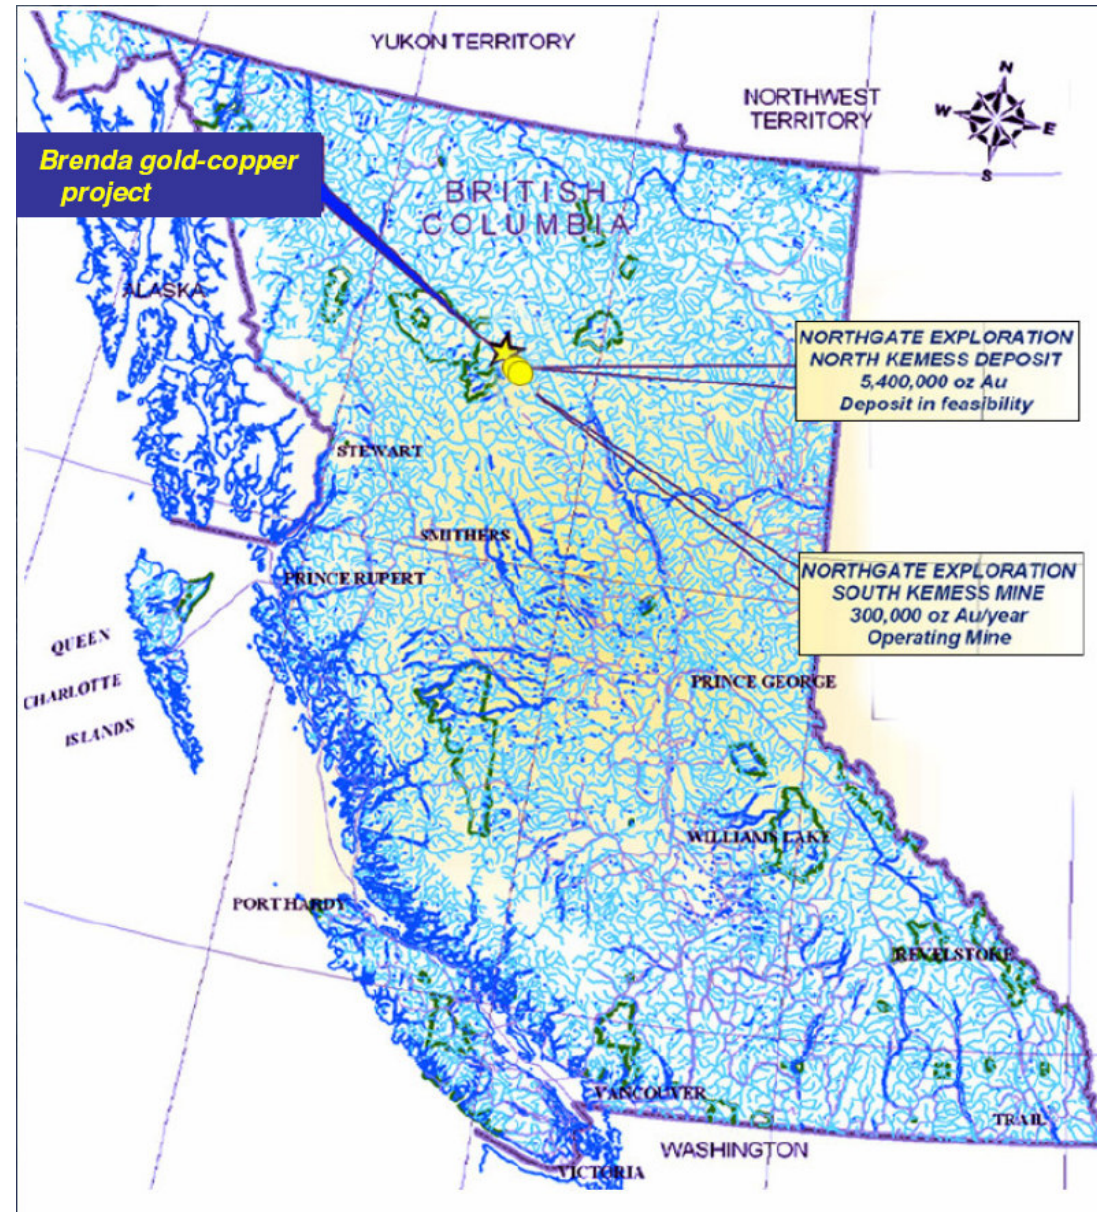 YUKON TERRITORY
NORTHWEST
TERRITORY
N
W
E
S
Brenda gold-copper
project
BRITISH
COLUMBIA
ALASKA
NORTHGATE EXPLORATION
NORTH KEMESS DEPOSIT
5,400,000 oz Au
Deposit in feasibility
STEWART
SMITHERS
NORTHGATE EXPLORATION
SOUTH KEMESS MINE
300,000 oz Au/year
Operating Mine
PRINCE RUPERT
QUEEN
CHARLOTTE
ISLANDS
PRINCE GEORGE
WILLIAMS LAKE
PORT HARDY
REVELSTOKE
VANCOUVER
TRAIL
WASHINGTON
VICTORIA